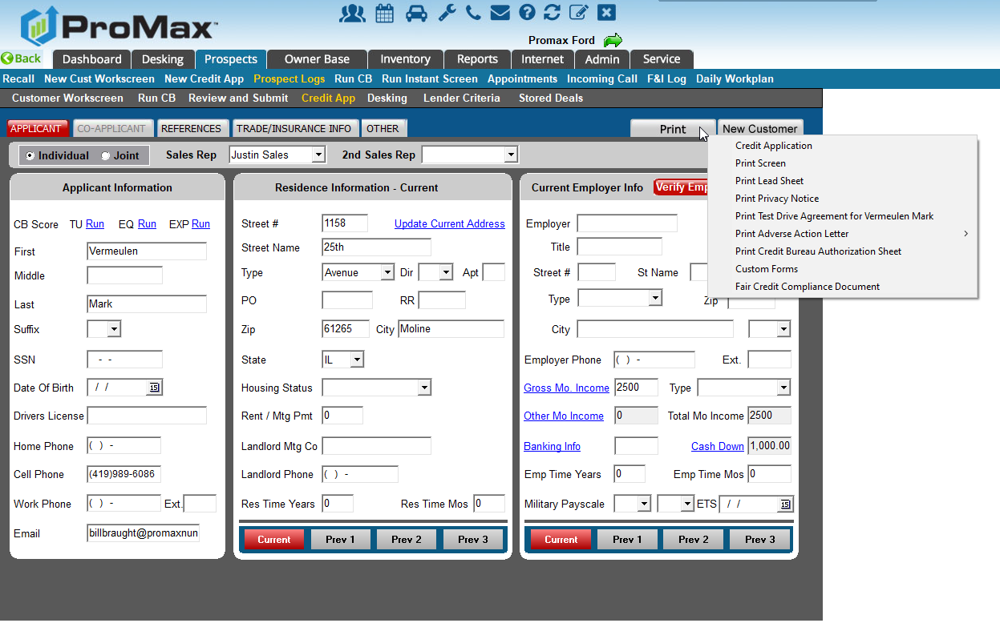 ProMax™
Promax Ford
Back
Dashboard Desking Prospects Owner Base Inventory Reports Internet Admin Service
Recall New Cust Workscreen New Credit App Prospect Logs Run CB Run Instant Screen Appointments Incoming Call F&I Log Daily Workplan
Customer Workscreen Run CB Review and Submit Credit App Desking Lender Criteria Stored Deals
APPLICANT CO-APPLICANT REFERENCES TRADE/INSURANCE INFO OTHER Print New Customer
Individual Joint Sales Rep Justin Sales 2nd Sales Rep
Credit Application
Print Screen
Print Lead Sheet
Print Privacy Notice
Print Test Drive Agreement for Vermeulen Mark
Print Adverse Action Letter
Print Credit Bureau Authorization Sheet
Custom Forms
Fair Credit Compliance Document
Applicant Information
CB Score TU Run EQ Run EXP Run
First Vermeulen
Middle
Last Mark
Suffix
SSN - -
Date Of Birth / / 15
Drivers License
Home Phone ( ) -
Cell Phone (419)989-6086
Work Phone ( ) - Ext.
Email billbraught@promaxnun
Residence Information - Current
Street # 1158 Update Current Address
Street Name 25th
Type Avenue Dir Apt
PO RR
Zip 61265 City Moline
State IL
Housing Status
Rent / Mtg Pmt 0
Landlord Mtg Co
Landlord Phone ( ) -
Res Time Years 0 Res Time Mos 0
Current Prev 1 Prev 2 Prev 3
Current Employer Info Verify Emp
Employer
Title
Street # St Name
Type Zip
City
Employer Phone ( ) - Ext.
Gross Mo. Income 2500 Type
Other Mo Income 0 Total Mo Income 2500
Banking Info Cash Down 1,000.00
Emp Time Years 0 Emp Time Mos 0
Military Payscale ETS / / 15
Current Prev 1 Prev 2 Prev 3